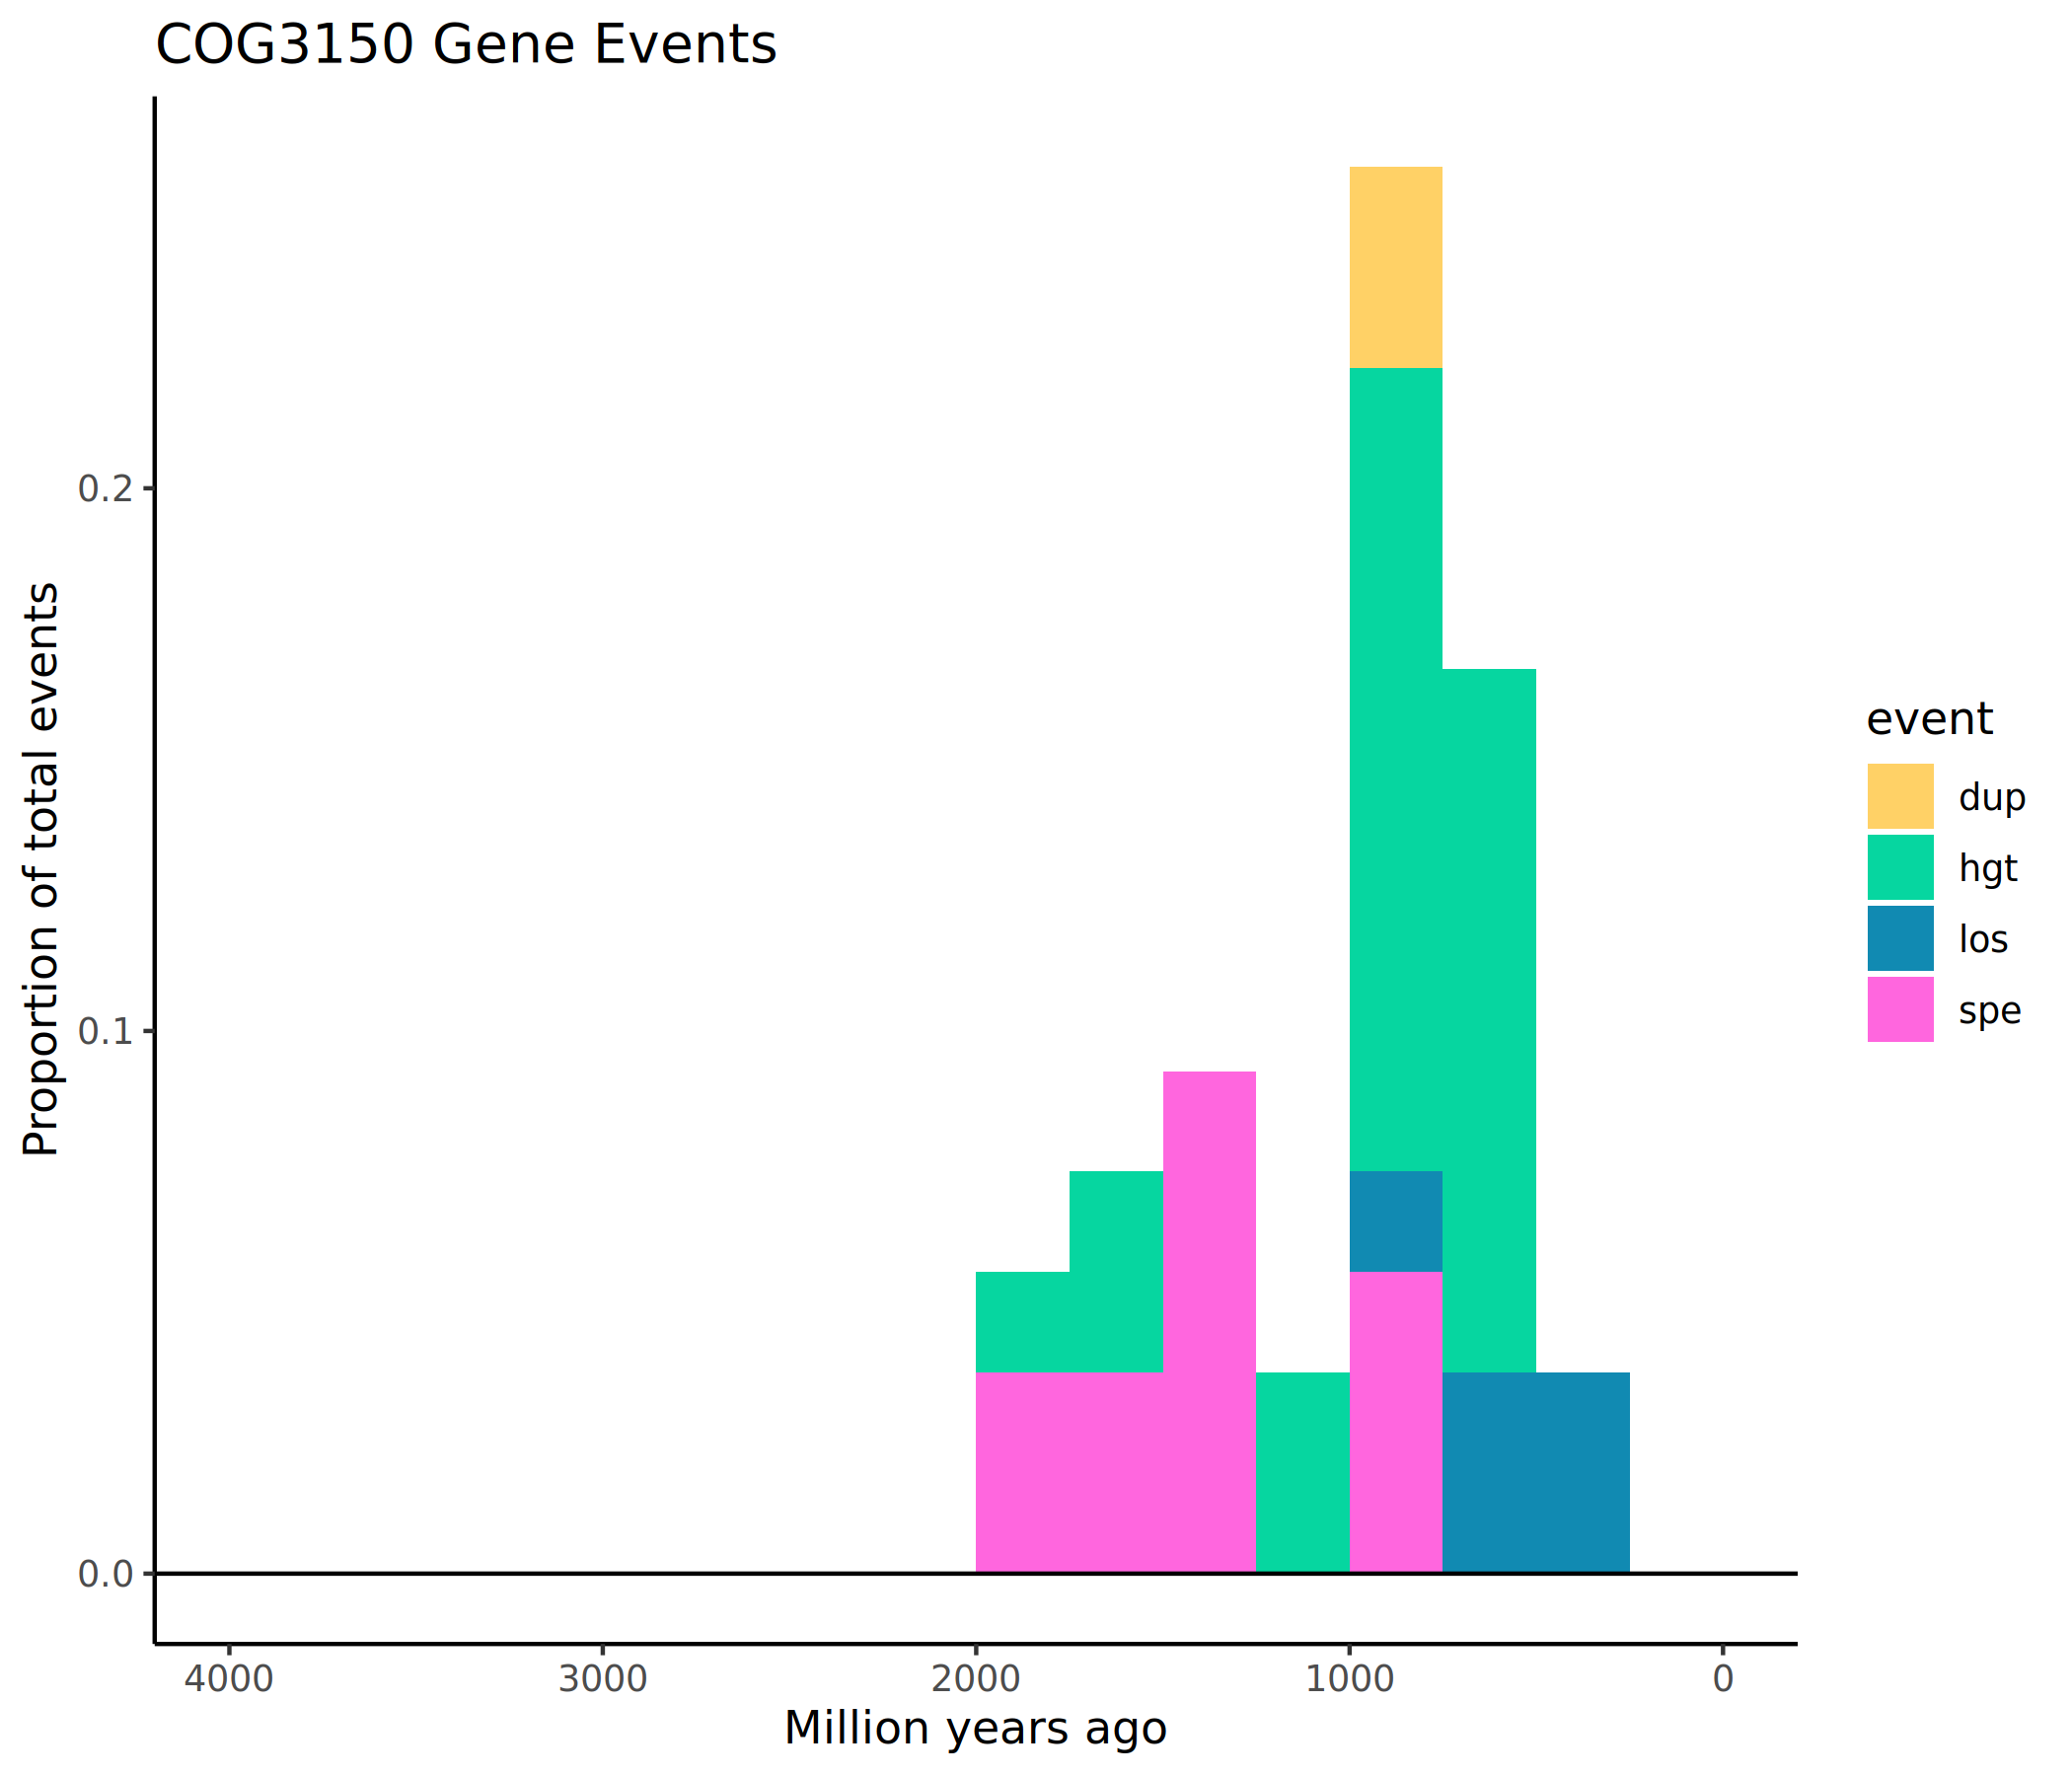 COG3150 Gene Events
Proportion of total events
0.2
0.1
0.0
4000 3000 2000 1000 0
Million years ago
event
dup
hgt
los
spe